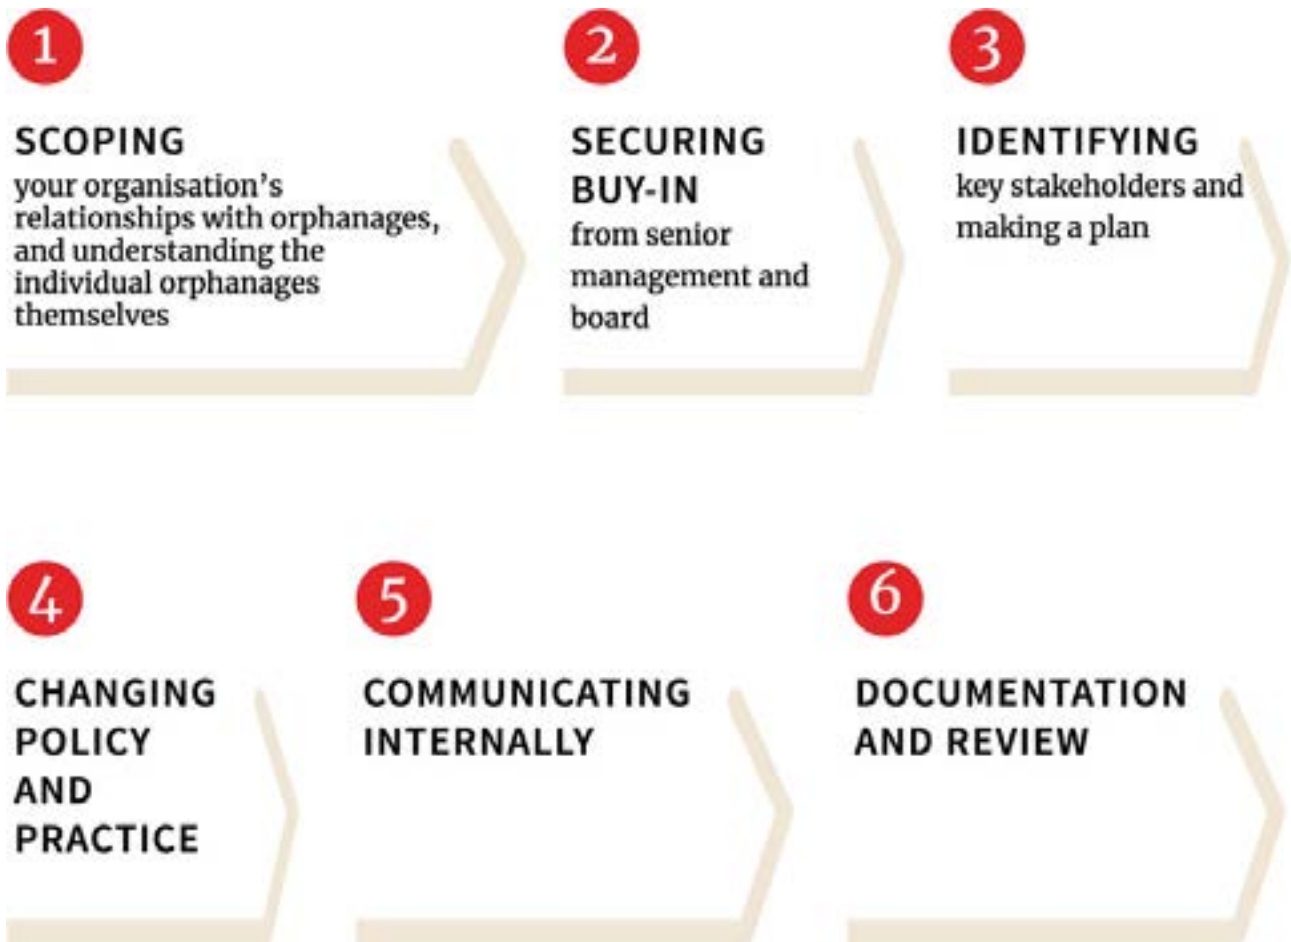 1
SCOPING
your organisation's
relationships with orphanages,
and understanding the
individual orphanages
themselves
2
SECURING
BUY-IN
from senior
management and
board
3
IDENTIFYING
key stakeholders and
making a plan
4
CHANGING
POLICY
AND
PRACTICE
5
COMMUNICATING
INTERNALLY
6
DOCUMENTATION
AND REVIEW